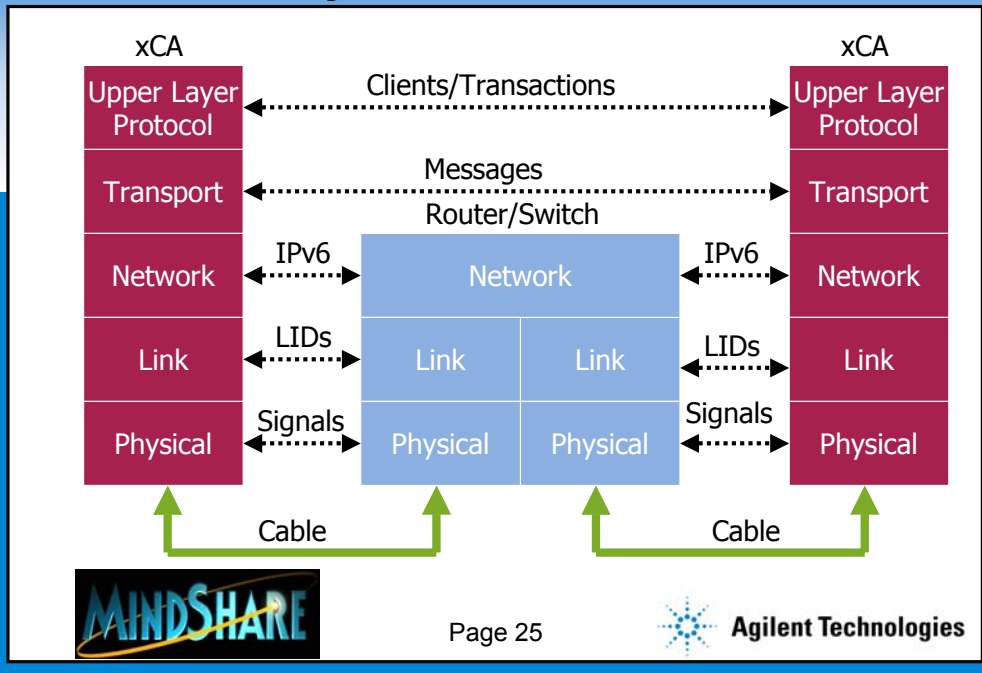 xCA
xCA
Upper Layer
Protocol
Clients/Transactions
Upper Layer
Protocol
Transport
Messages
Transport
Router/Switch
Network
IPv6
Network
IPv6
Network
Link
LIDs
Link
Link
LIDs
Link
Physical
Signals
Physical
Physical
Signals
Physical
Cable
Cable
MINDSHARE
Page 25
Agilent Technologies